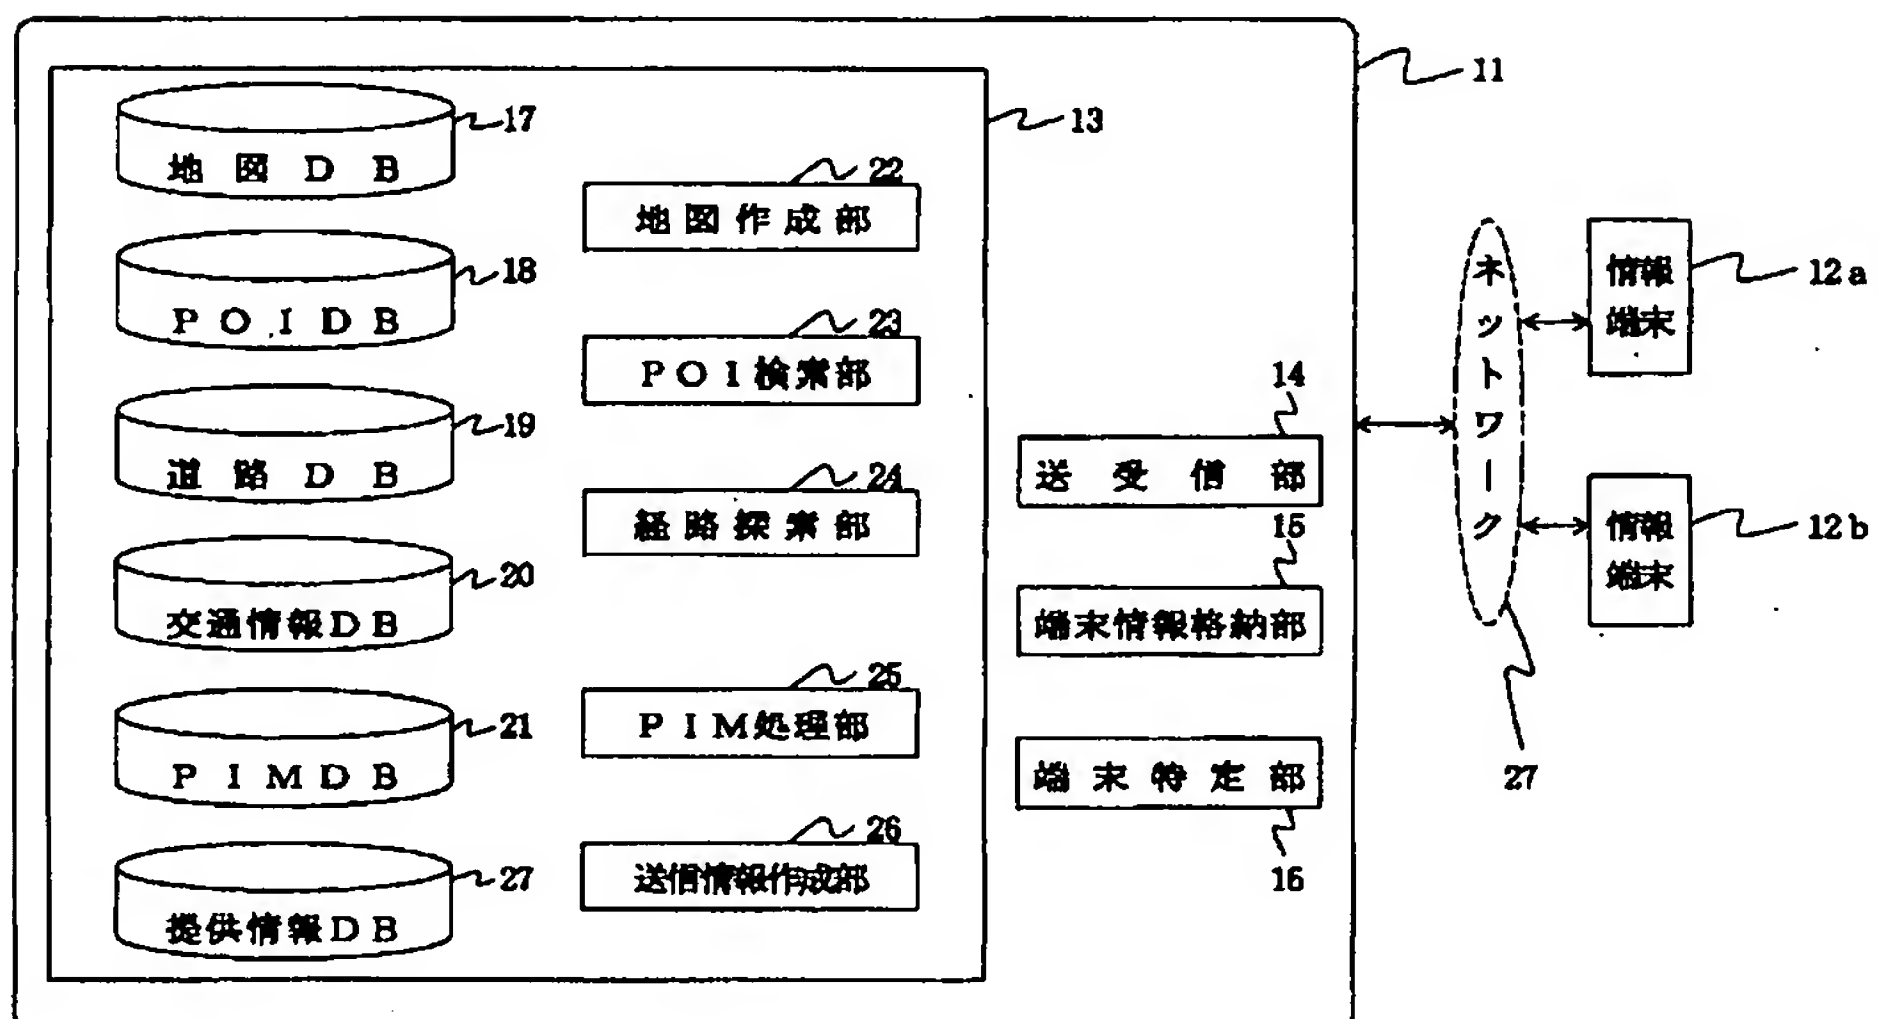 11
13
17
地図DB
22
地図作成部
18
POIDB
23
POI検索部
19
道路DB
24
経路探索部
20
交通情報DB
25
PIM処理部
21
PIMDB
26
送信情報作成部
27
提供情報DB
14
送受信部
15
端末情報格納部
端末特定部
16
ネットワーク
27
情報
端末
12a
情報
端末
12b